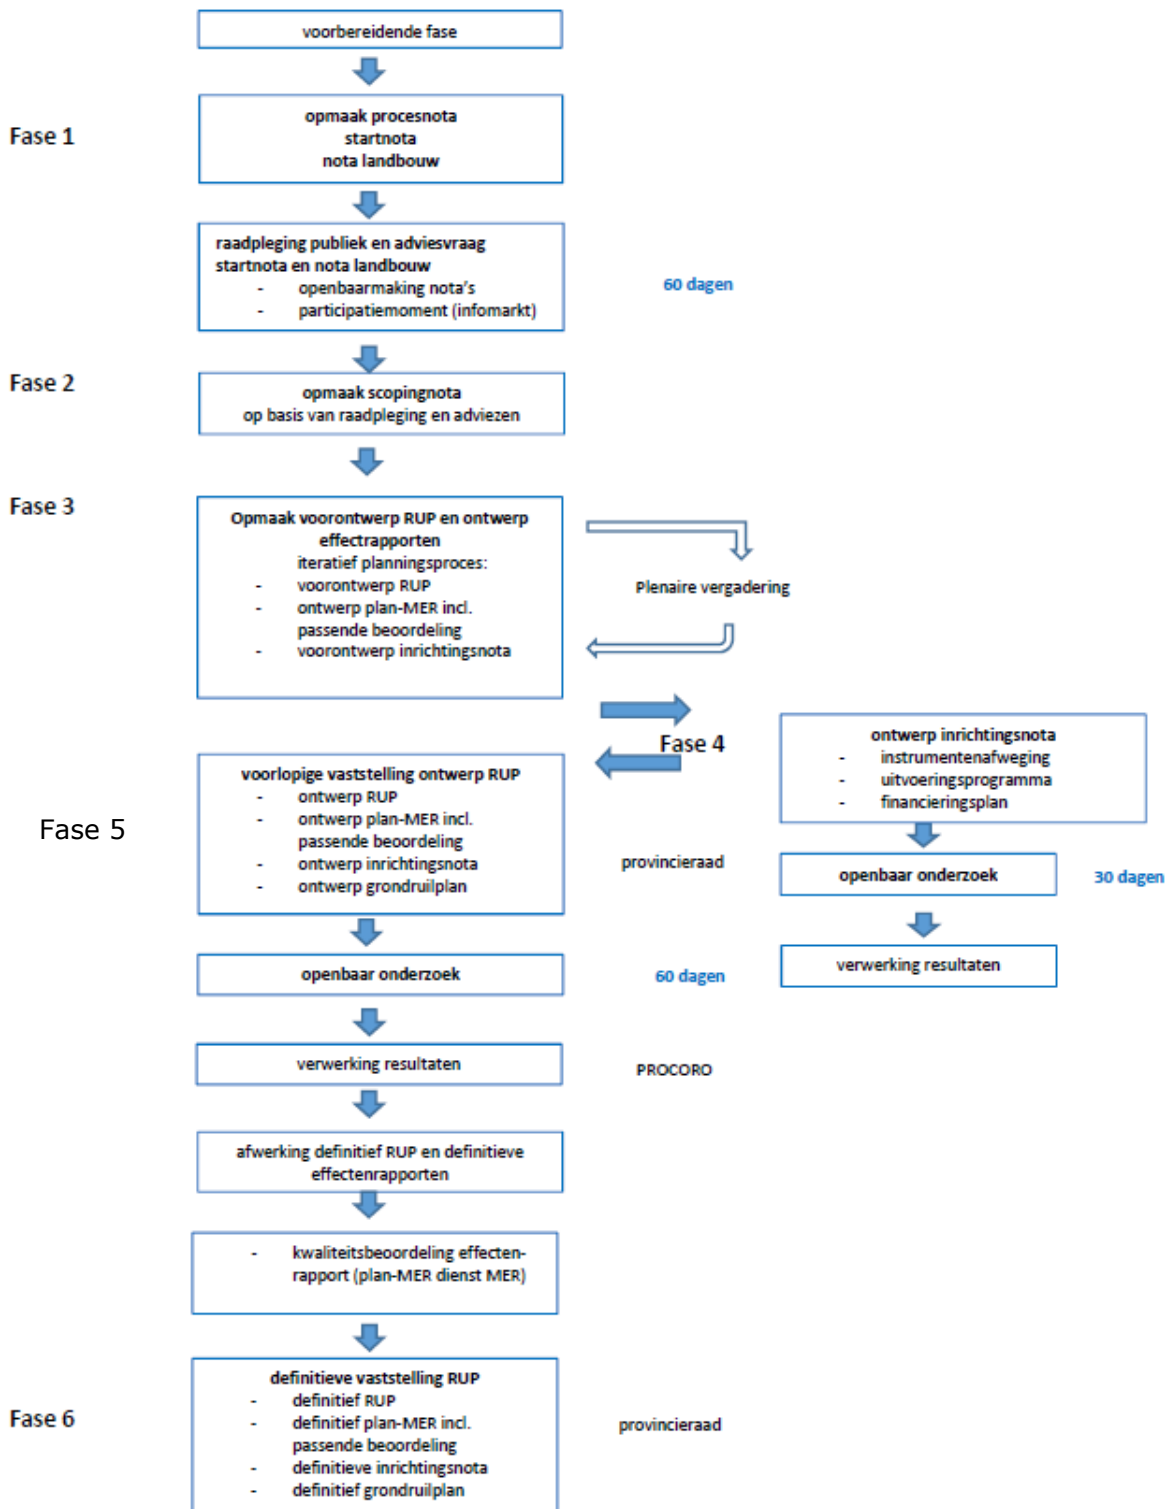 voorbereidende fase
Fase 1
opmaak procesnota
startnota
nota landbouw
raadpleging publiek en adviesvraag
startnota en nota landbouw
- openbaarmaking nota's
- participatiemoment (infomarkt)
60 dagen
Fase 2
opmaak scopingnota
op basis van raadpleging en adviezen
Fase 3
Opmaak voorontwerp RUP en ontwerp
effectrapporten
iteratief planningsproces:
- voorontwerp RUP
- ontwerp plan-MER incl.
passende beoordeling
- voorontwerp inrichtingsnota
Plenaire vergadering
Fase 4
ontwerp inrichtingsnota
- instrumentenafweging
- uitvoeringsprogramma
- financieringsplan
openbaar onderzoek
30 dagen
verwerking resultaten
Fase 5
voorlopige vaststelling ontwerp RUP
- ontwerp RUP
- ontwerp plan-MER incl.
passende beoordeling
- ontwerp inrichtingsnota
- ontwerp grondruilplan
provincieraad
openbaar onderzoek
60 dagen
verwerking resultaten
PROCORO
afwerking definitief RUP en definitieve
effectenrapporten
- kwaliteitsbeoordeling effecten-
rapport (plan-MER dienst MER)
Fase 6
definitieve vaststelling RUP
- definitief RUP
- definitief plan-MER incl.
passende beoordeling
- definitieve inrichtingsnota
- definitief grondruilplan
provincieraad